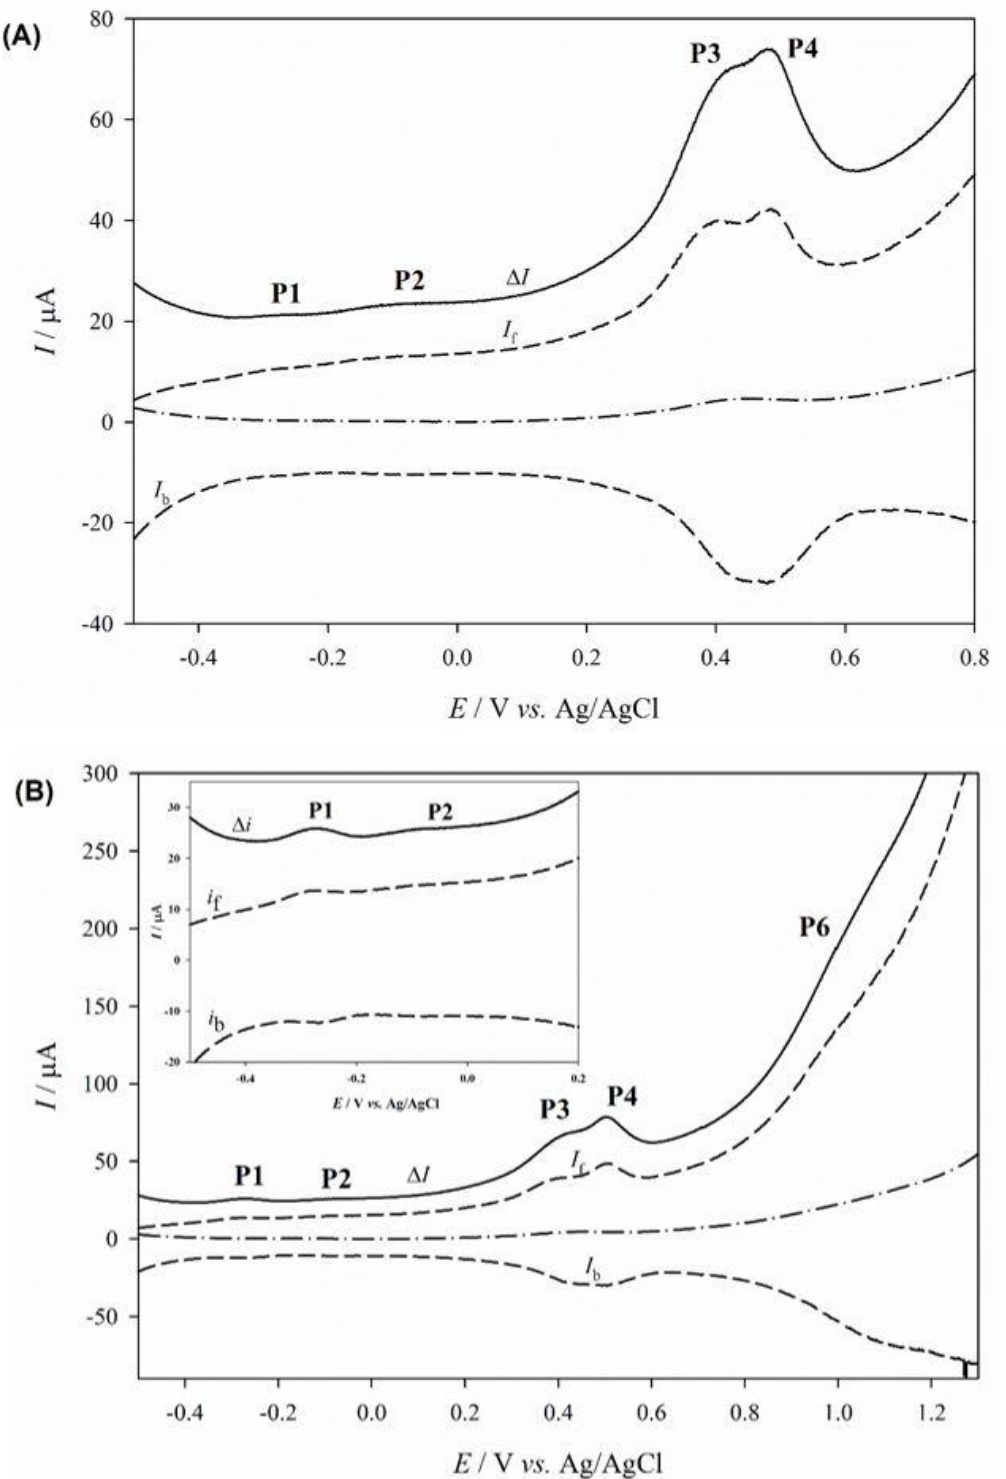 (A)
80
60
40
20
0
-20
-40
I / μA
P1
P2
P3
P4
ΔI
If
Ib
-0.4 -0.2 0.0 0.2 0.4 0.6 0.8
E / V vs. Ag/AgCl
(B)
300
250
200
150
100
50
0
-50
I / μA
30
20
10
0
-10
-20
I / μA
P1
P2
Δi
if
ib
-0.4 -0.2 0.0 0.2
E / V vs. Ag/AgCl
P6
P3
P4
P1
P2
ΔI
If
Ib
-0.4 -0.2 0.0 0.2 0.4 0.6 0.8 1.0 1.2
E / V vs. Ag/AgCl